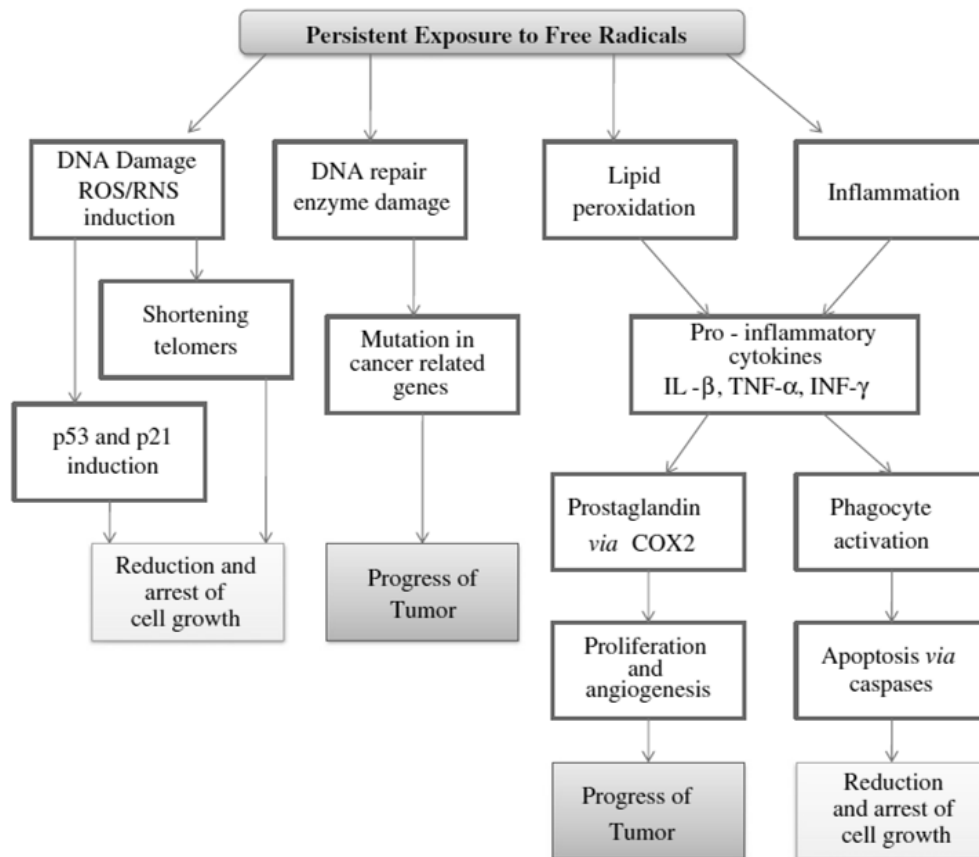 Persistent Exposure to Free Radicals
DNA Damage
ROS/RNS
induction
DNA repair
enzyme damage
Lipid
peroxidation
Inflammation
Shortening
telomers
Mutation in
cancer related
genes
Pro - inflammatory
cytokines
IL -β, TNF-α, INF-γ
p53 and p21
induction
Prostaglandin
via COX2
Phagocyte
activation
Reduction and
arrest of
cell growth
Progress of
Tumor
Proliferation
and
angiogenesis
Apoptosis via
caspases
Progress of
Tumor
Reduction
and arrest of
cell growth